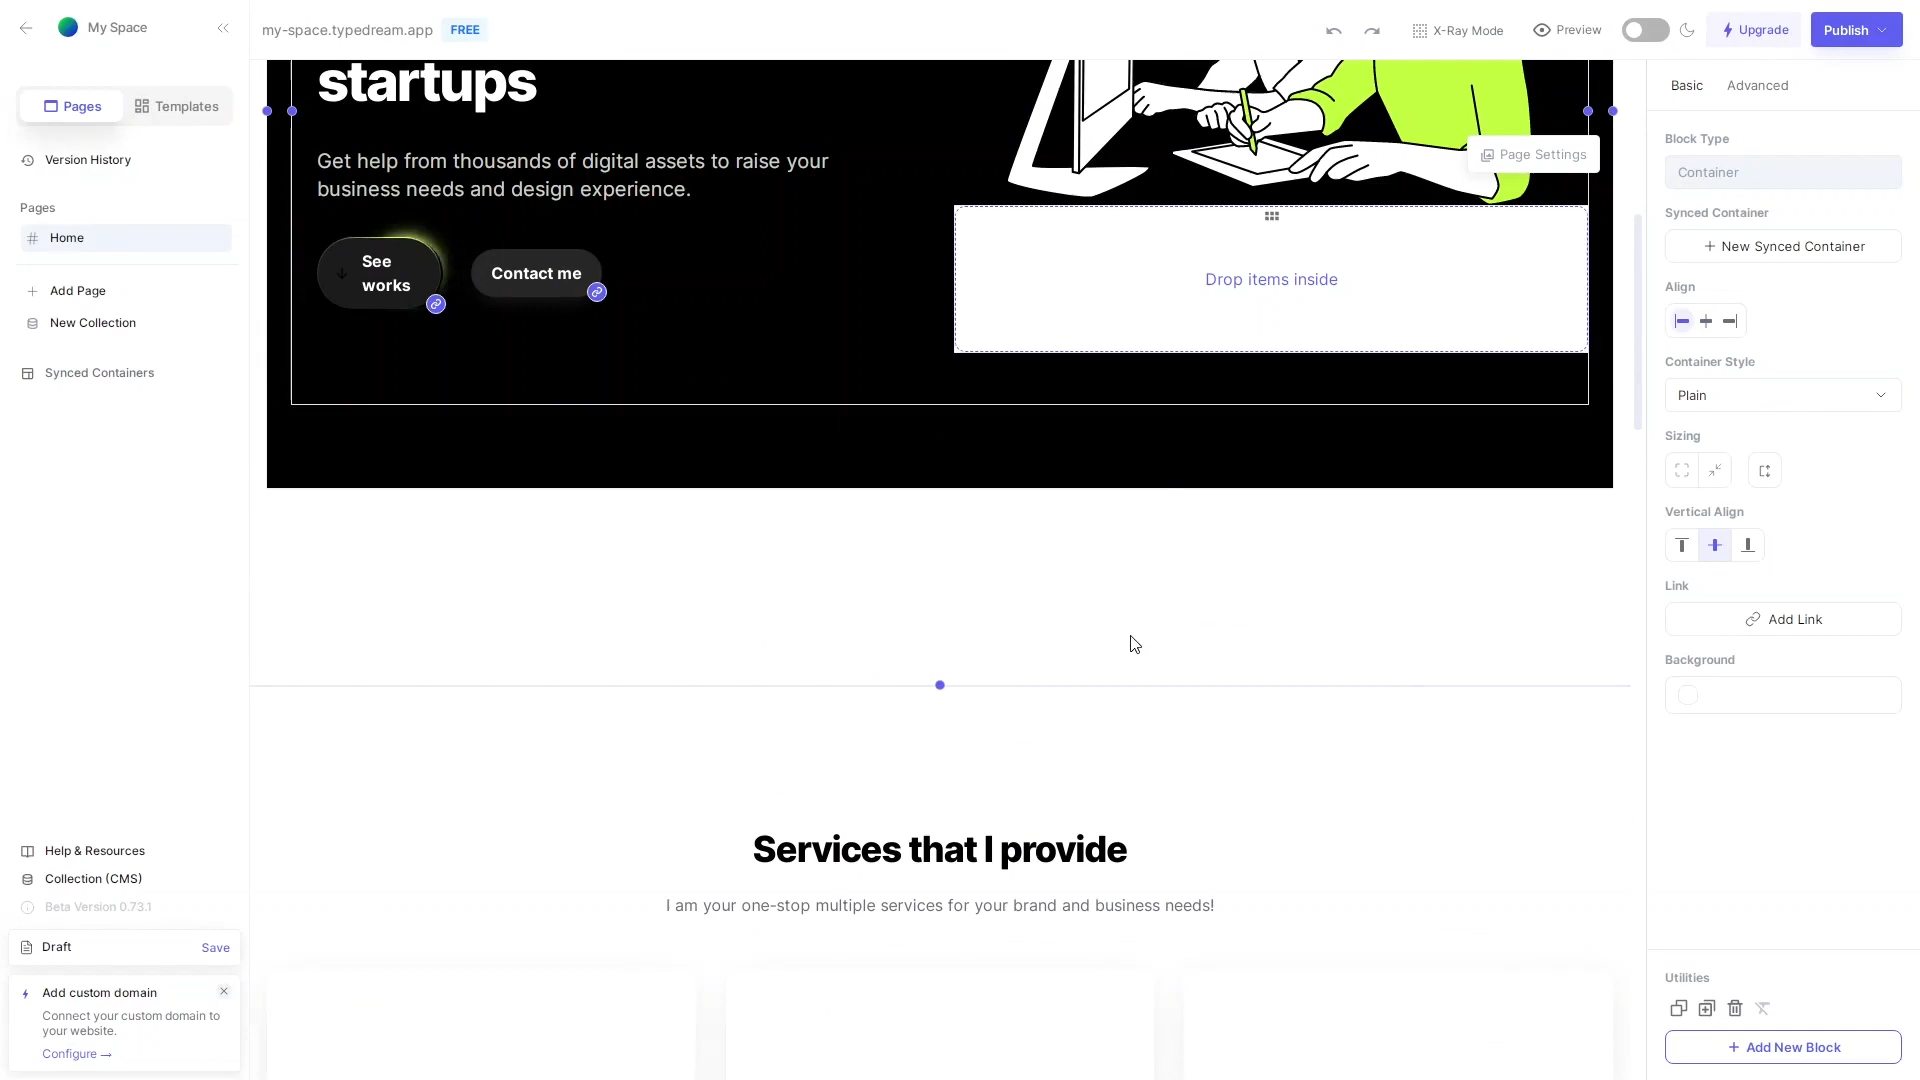 My Space
my-space.typedream.app FREE
X-Ray Mode
Preview
Upgrade
Publish
Pages
Templates
Version History
Pages
Home
Add Page
New Collection
Synced Containers
Help & Resources
Collection (CMS)
Beta Version 0.73.1
Draft
Save
Add custom domain
Connect your custom domain to
your website.
Configure →
startups
Get help from thousands of digital assets to raise your
business needs and design experience.
See
works
Contact me
Page Settings
Drop items inside
Services that I provide
I am your one-stop multiple services for your brand and business needs!
Basic
Advanced
Block Type
Container
Synced Container
New Synced Container
Align
Container Style
Plain
Sizing
Vertical Align
Link
Add Link
Background
Utilities
Add New Block